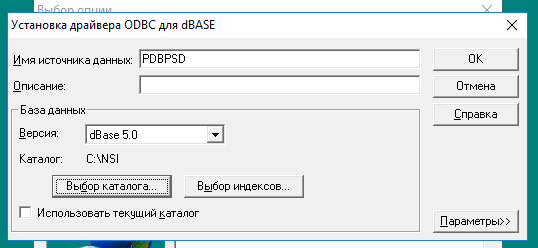 Выбор опции
Установка драйвера ODBC для dBASE
Имя источника данных: PDBPSD
OK
Описание:
Отмена
База данных
Справка
Версия: dBase 5.0
Каталог: C:\NSI
Выбор каталога... Выбор индексов...
Использовать текущий каталог
Параметры>>